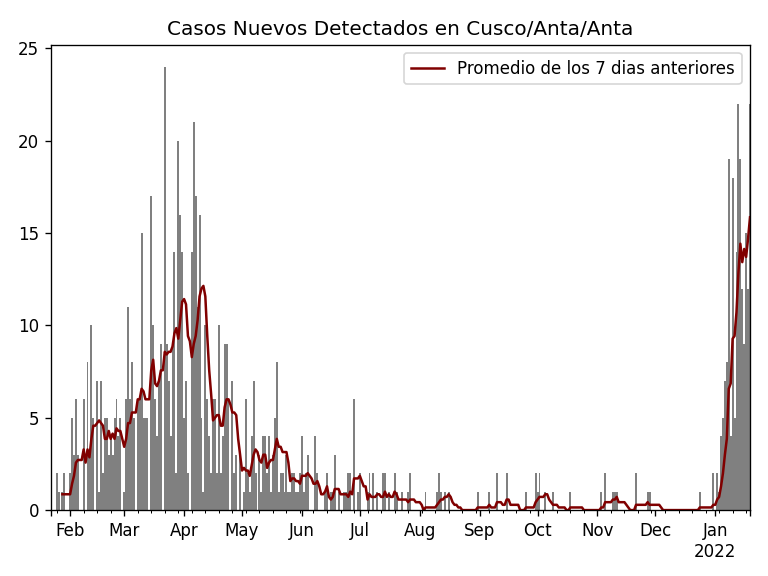 Casos Nuevos Detectados en Cusco/Anta/Anta
Promedio de los 7 dias anteriores
25
20
15
10
5
0
Feb Mar Apr May Jun Jul Aug Sep Oct Nov Dec Jan
2022